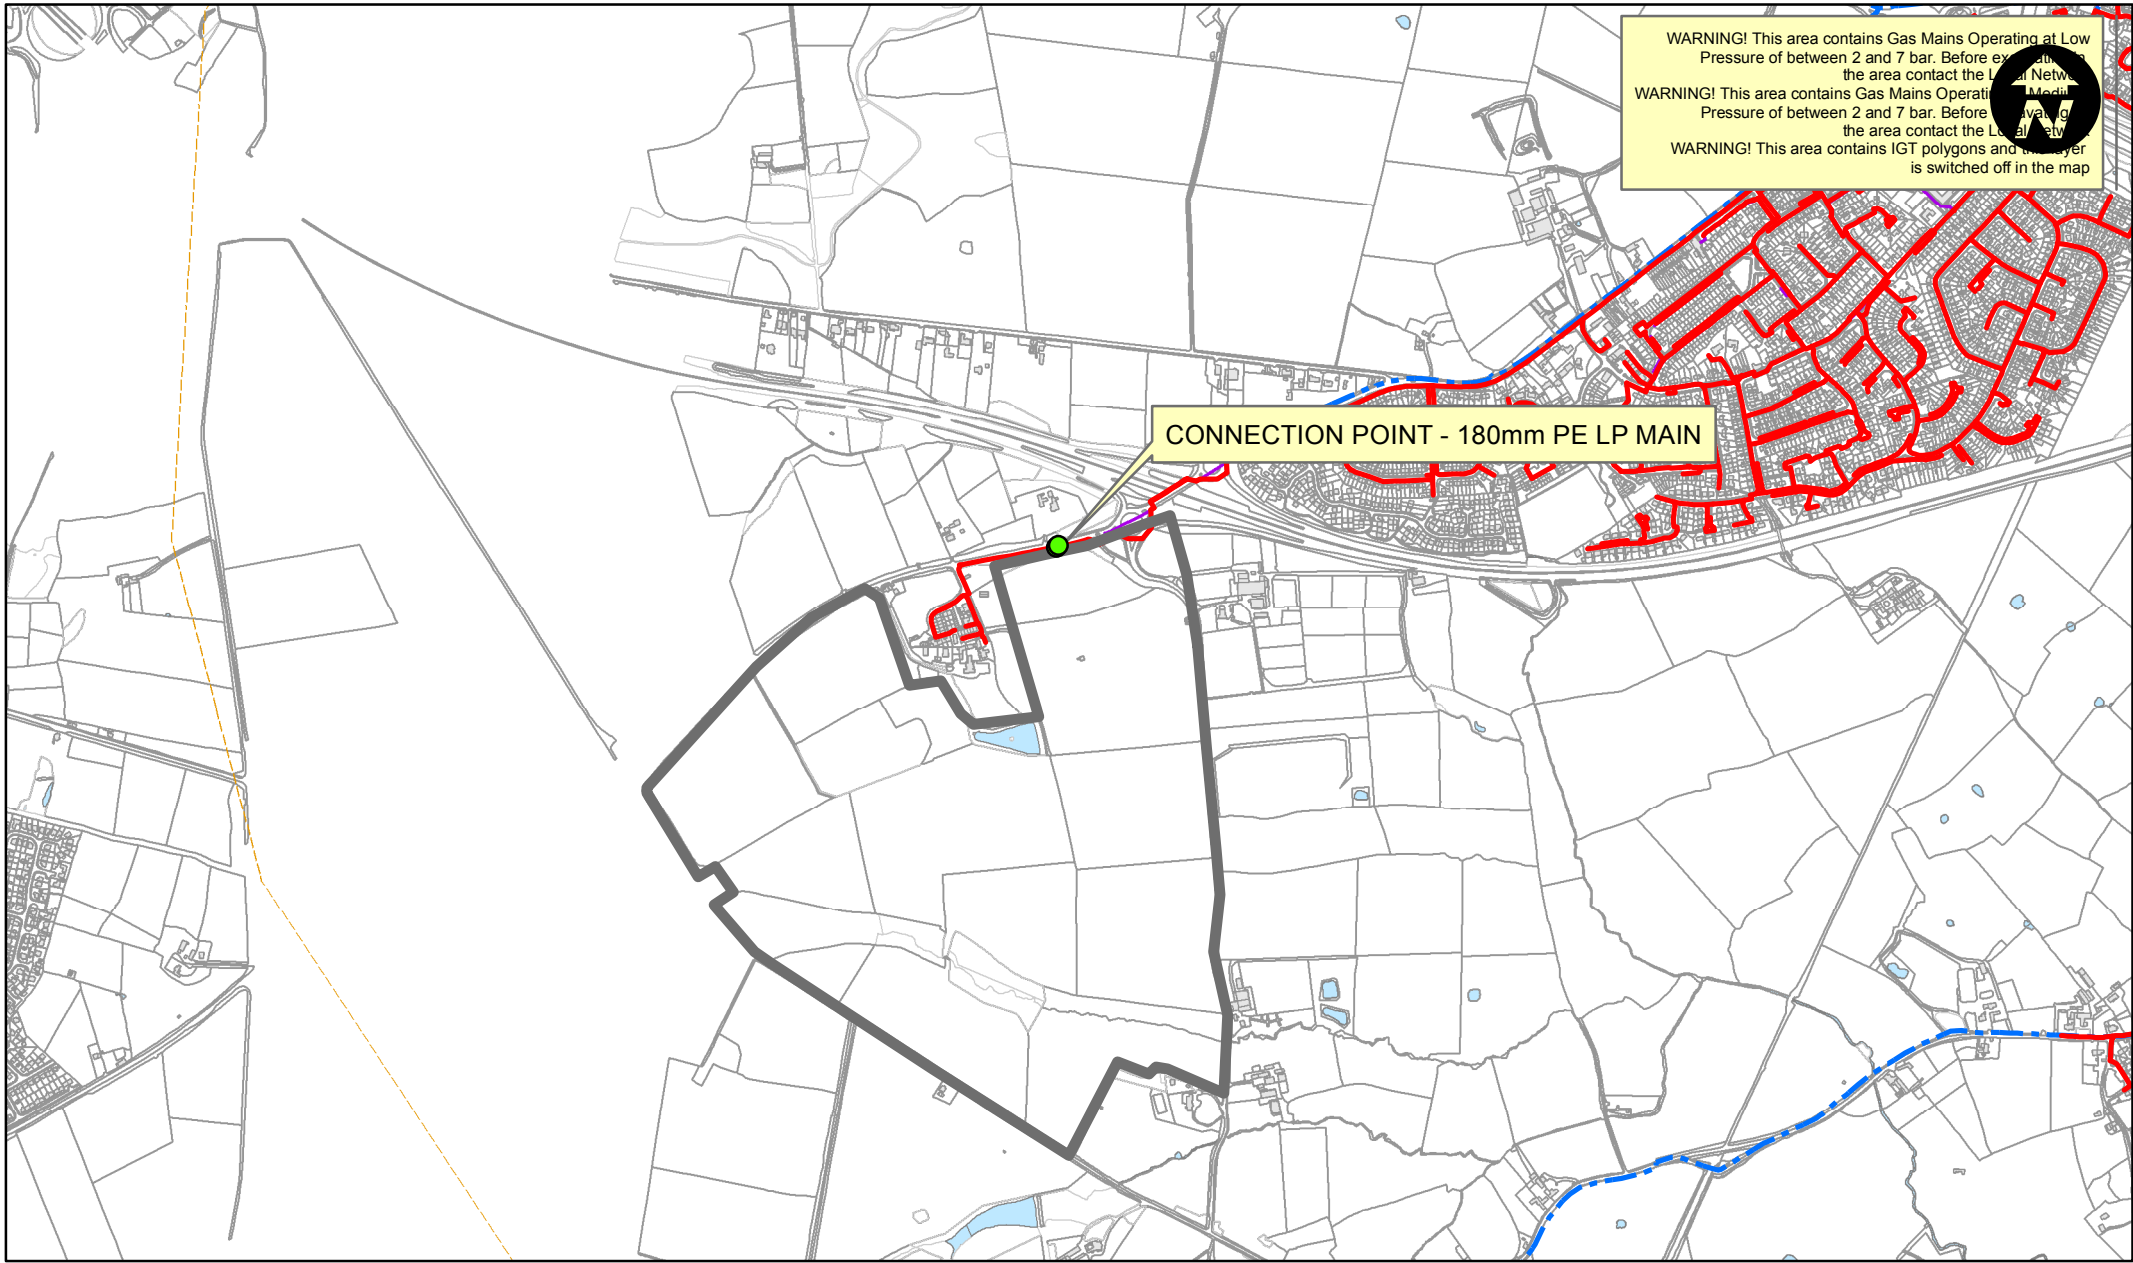 WARNING! This area contains Gas Mains Operating at Low
Pressure of between 2 and 7 bar. Before
the area contact the
WARNING! This area contains Gas Mains
Pressure of between 2 and 7 bar. Before
the area contact the
WARNING! This area contains IGT polygons and
is switched off in the map
N
CONNECTION POINT - 180mm PE LP MAIN